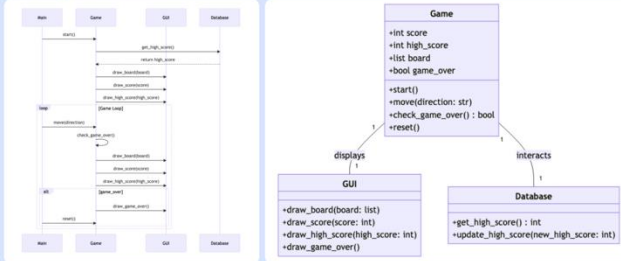 Main
Game
GUI
Database
start()
get_high_score()
return high_score
draw_board(board)
draw_score(score)
draw_high_score(high_score)
loop
[Game Loop]
move(direction)
check_game_over()
draw_board(board)
draw_score(score)
draw_high_score(high_score)
alt
[game_over]
draw_game_over()
reset()
Main
Game
GUI
Database
Game
+int score
+int high_score
+list board
+bool game_over
+start()
+move(direction: str)
+check_game_over() : bool
+reset()
1
1
displays
interacts
1
1
GUI
+draw_board(board: list)
+draw_score(score: int)
+draw_high_score(high_score: int)
+draw_game_over()
Database
+get_high_score() : int
+update_high_score(new_high_score: int)